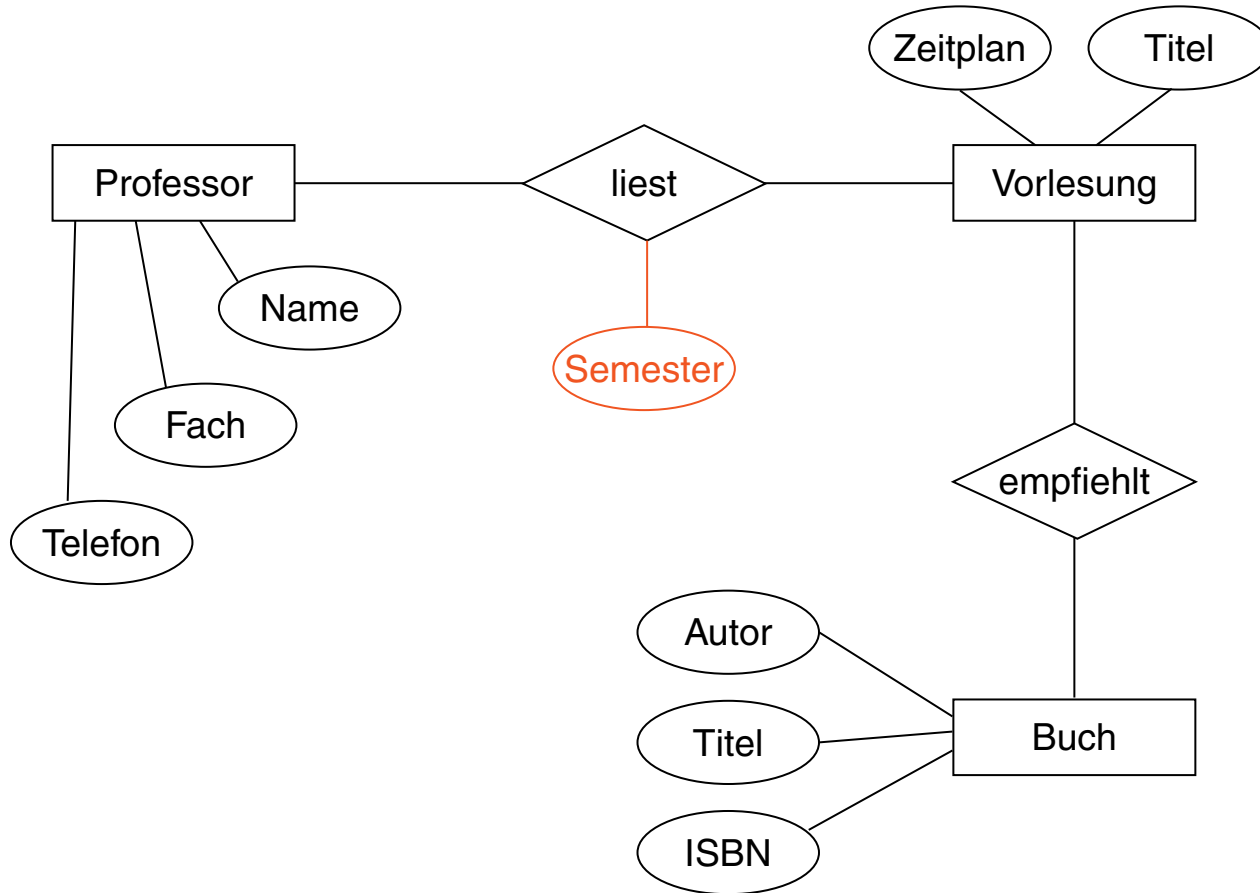 Zeitplan
Titel
Professor
liest
Vorlesung
Name
Semester
Fach
empfiehlt
Telefon
Autor
Titel
Buch
ISBN